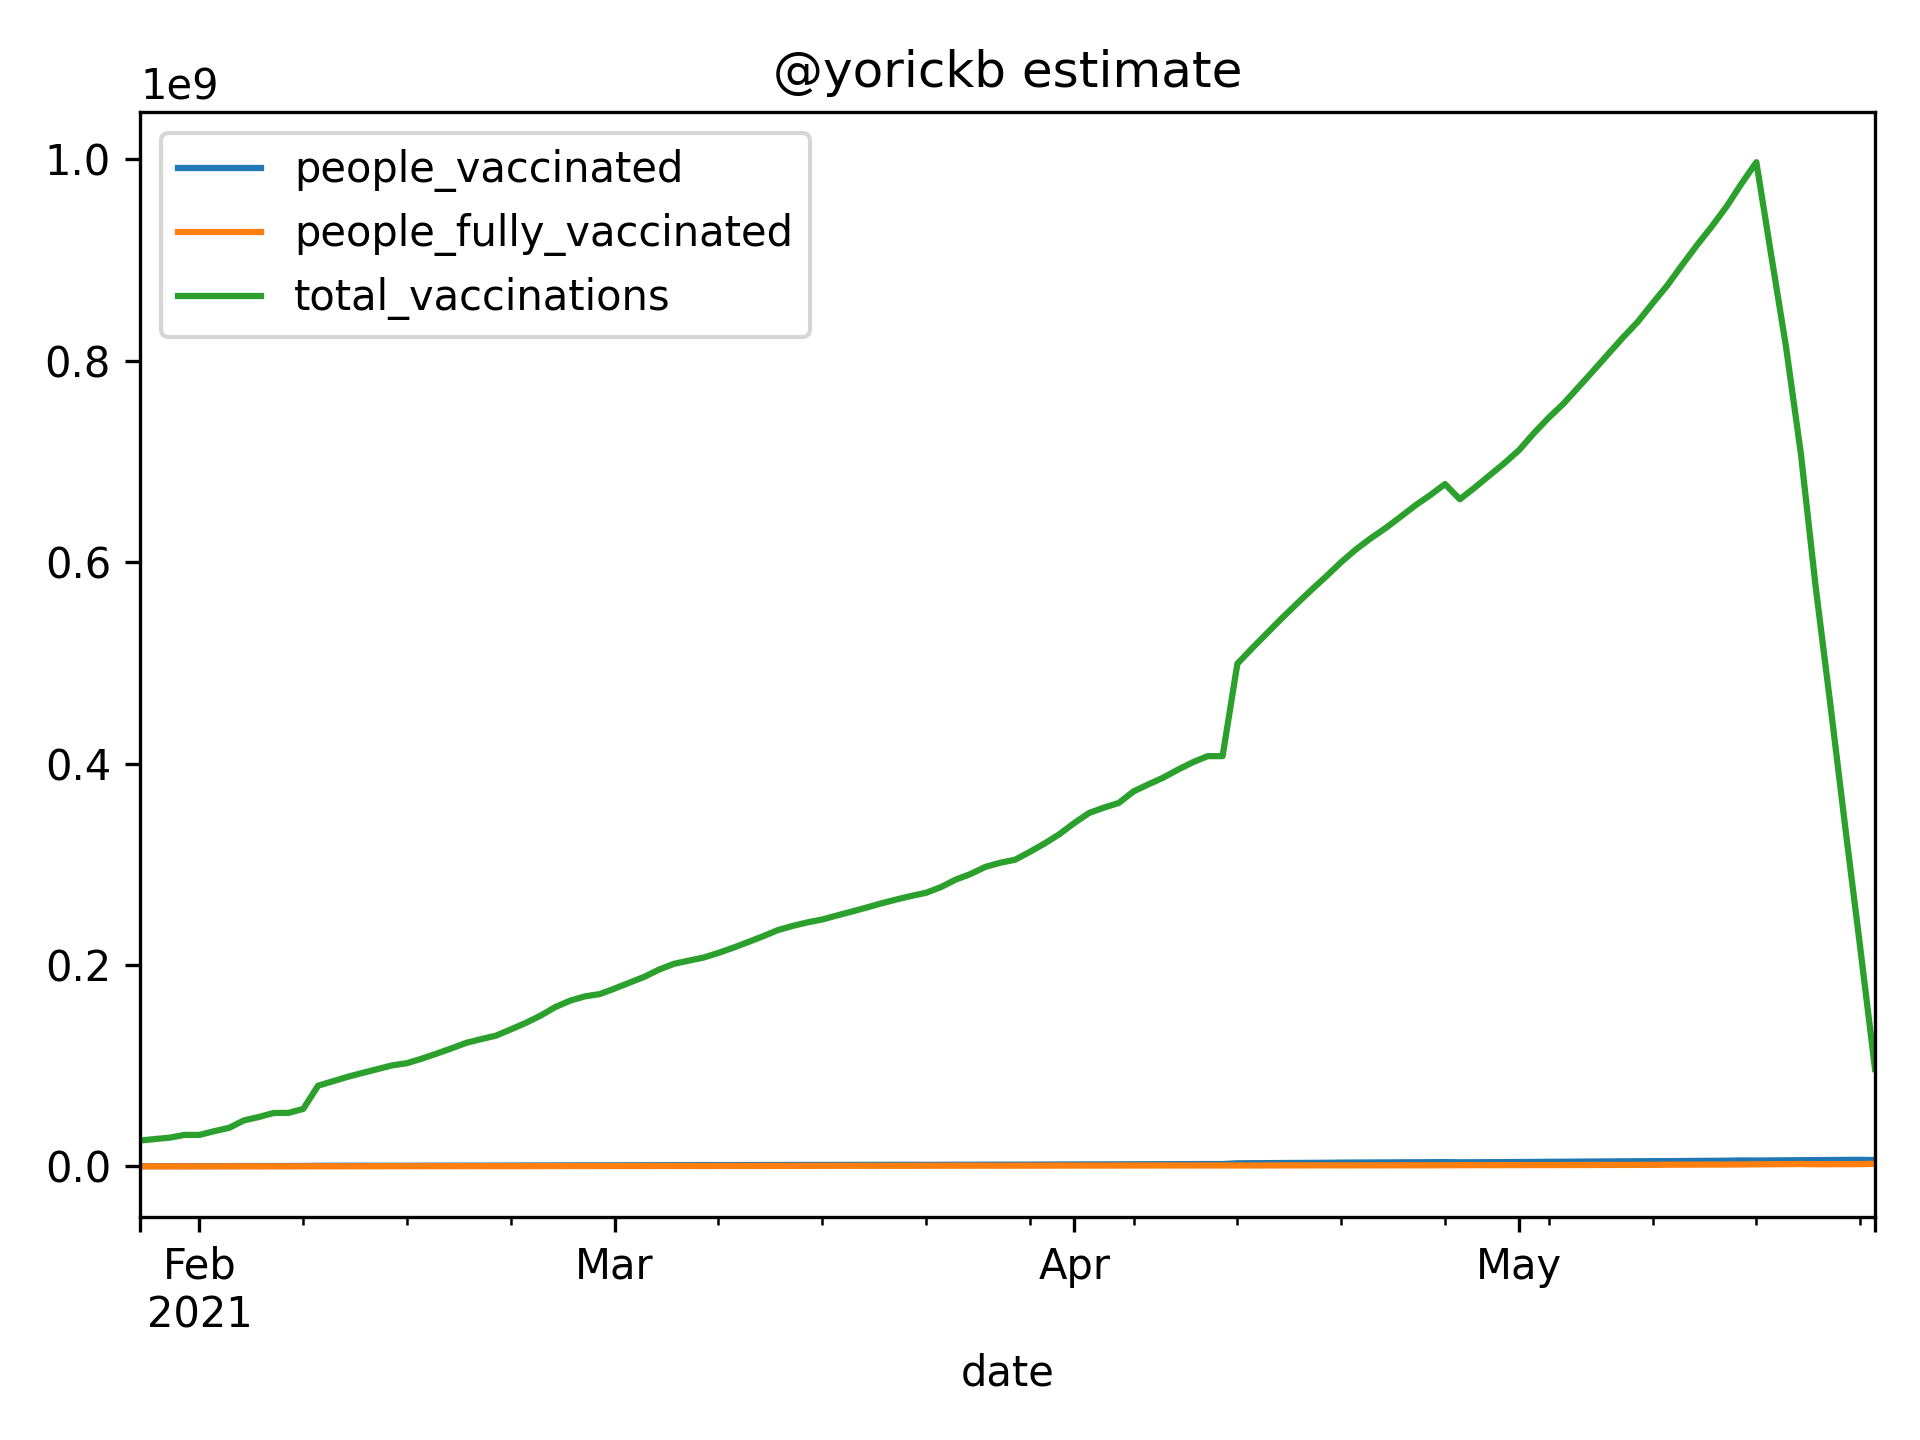 @yorickb estimate
1e9
1.0
0.8
0.6
0.4
0.2
0.0
people_vaccinated
people_fully_vaccinated
total_vaccinations
Feb
2021
Mar
Apr
May
date